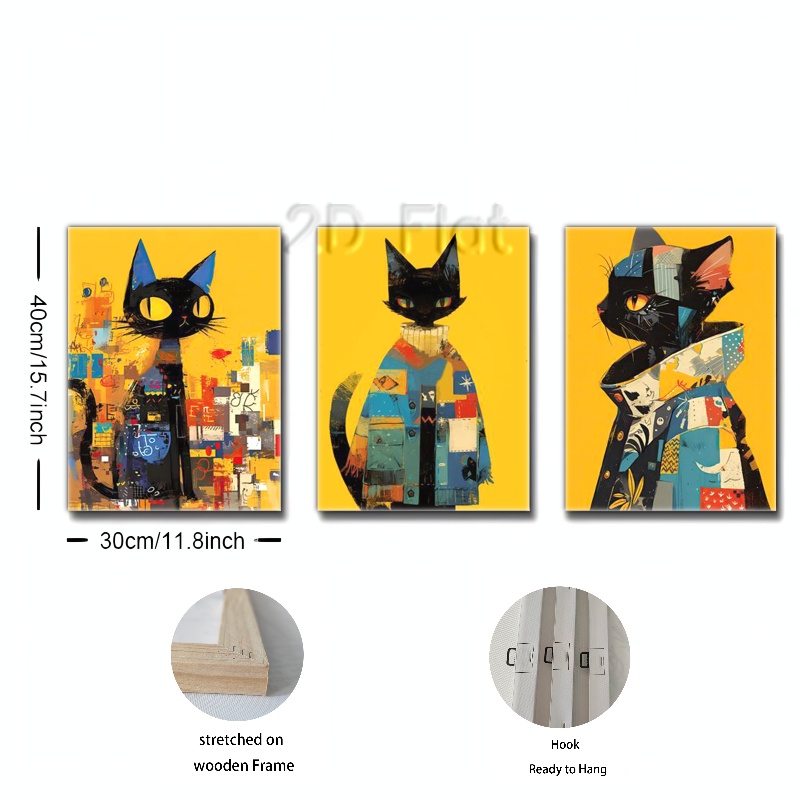 2D Flat
40cm/15.7inch
30cm/11.8inch
stretched on
wooden Frame
Hook
Ready to Hang